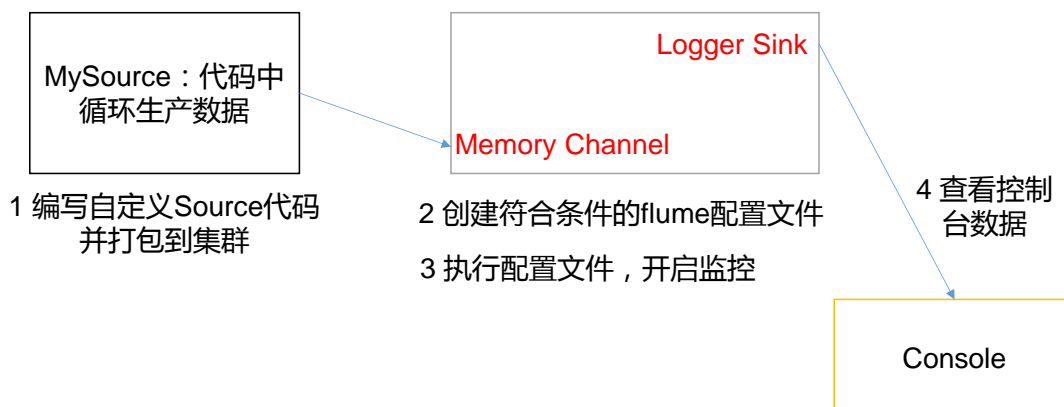 MySource：代码中
循环生产数据
Logger Sink
Memory Channel
1 编写自定义Source代码
并打包到集群
2 创建符合条件的flume配置文件
3 执行配置文件，开启监控
4 查看控制
台数据
Console